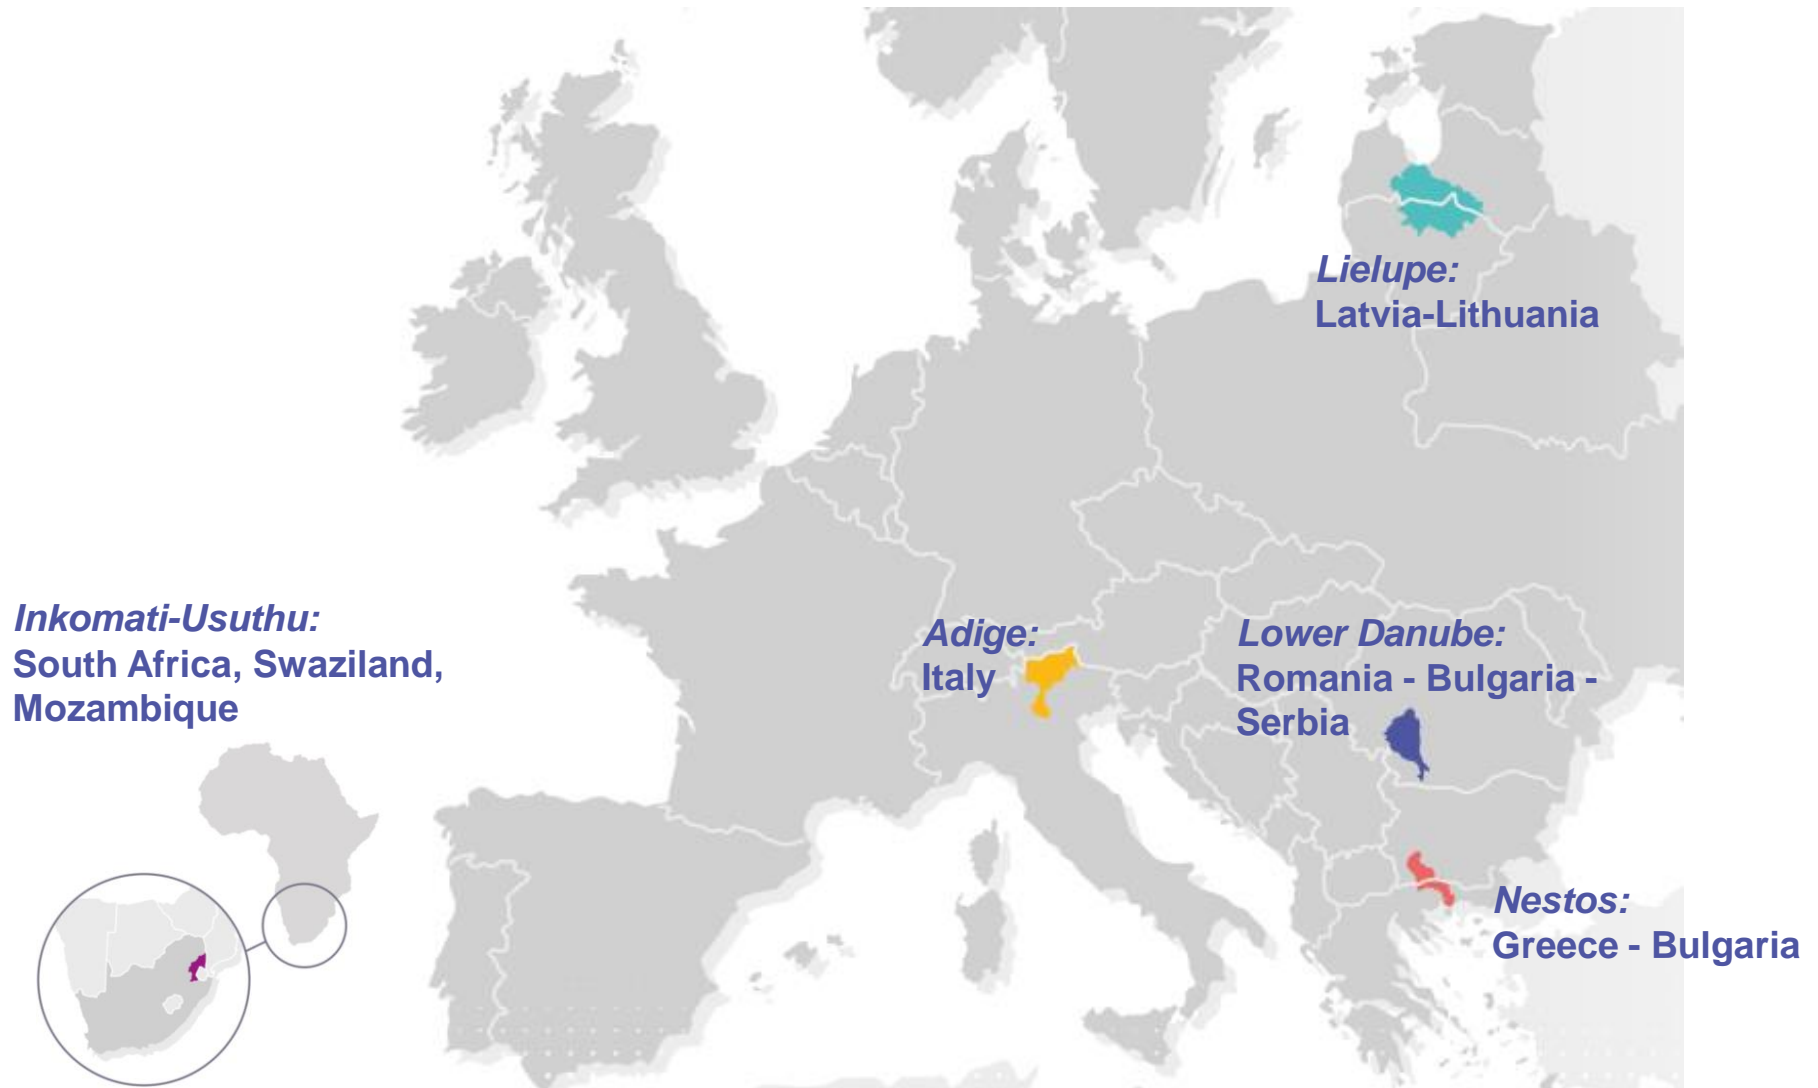 Lielupe:
Latvia-Lithuania
Inkomati-Usuthu:
South Africa, Swaziland,
Mozambique
Adige:
Italy
Lower Danube:
Romania - Bulgaria -
Serbia
Nestos:
Greece - Bulgaria